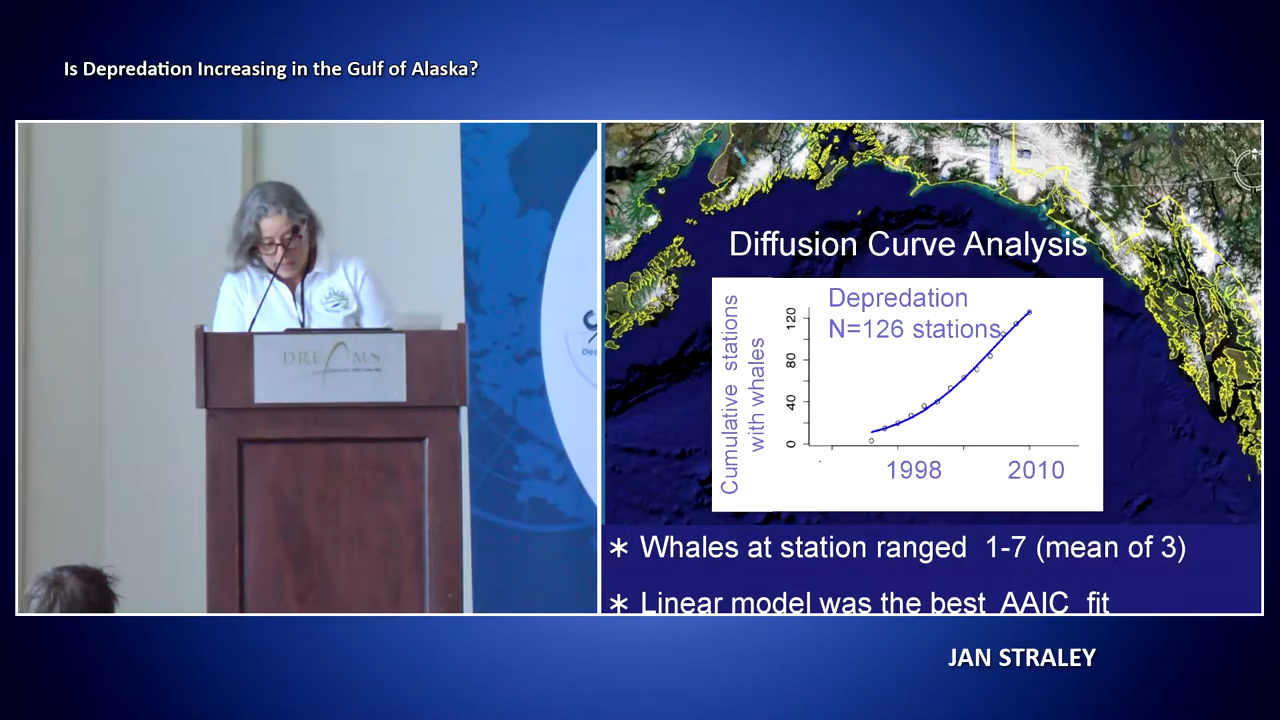 Is Depredation Increasing in the Gulf of Alaska?
DREAMS
Diffusion Curve Analysis
Depredation
N=126 stations
Cumulative stations
with whales
120
80
40
0
1998
2010
* Whales at station ranged 1-7 (mean of 3)
* Linear model was the best AAIC fit
JAN STRALEY